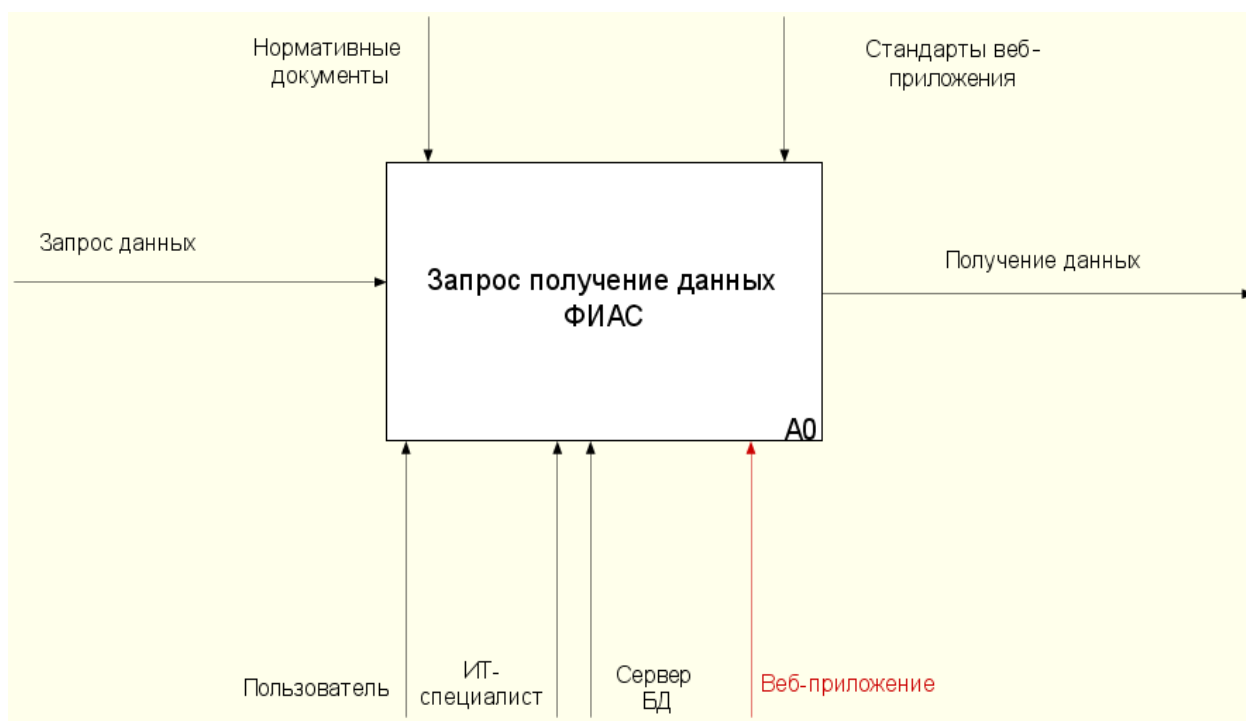 Нормативные
документы
Стандарты веб-
приложения
Запрос данных
Запрос получение данных
ФИАС
Получение данных
А0
Пользователь
ИТ-
специалист
Сервер
БД
Веб-приложение